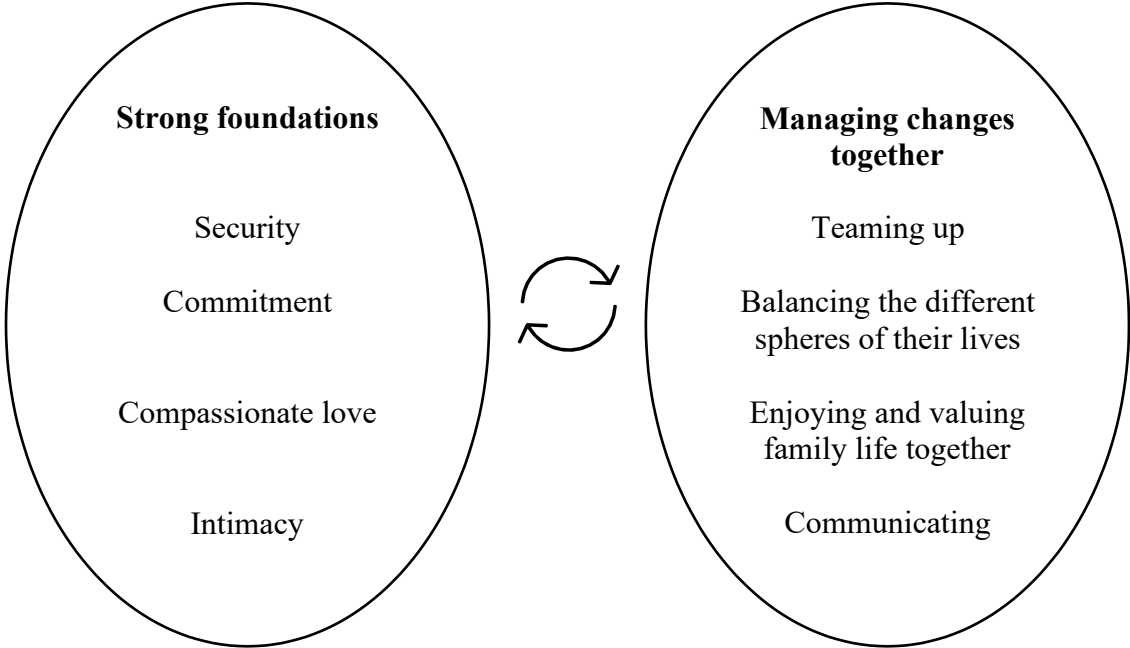 Strong foundations
Security
Commitment
Compassionate love
Intimacy
Managing changes
together
Teaming up
Balancing the different
spheres of their lives
Enjoying and valuing
family life together
Communicating